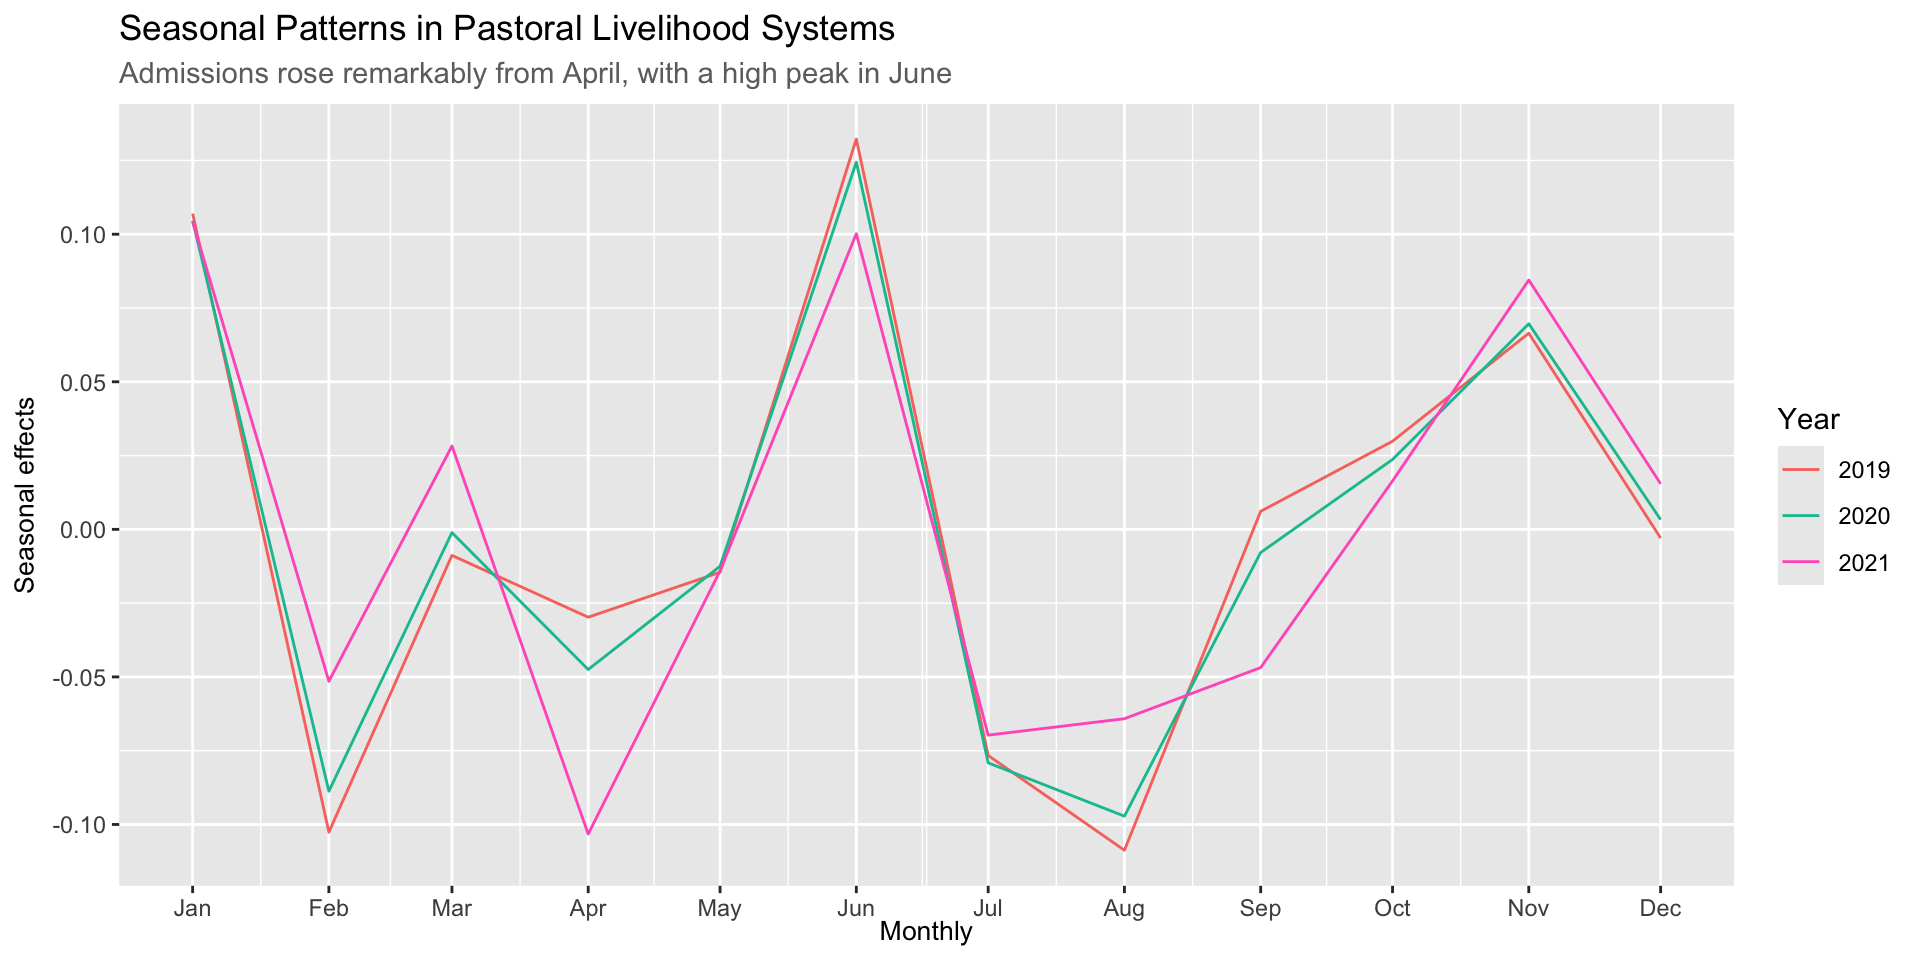 Seasonal Patterns in Pastoral Livelihood Systems
Admissions rose remarkably from April, with a high peak in June
Seasonal effects
0.10
0.05
0.00
-0.05
-0.10
Jan Feb Mar Apr May Jun Jul Aug Sep Oct Nov Dec
Monthly
Year
2019
2020
2021